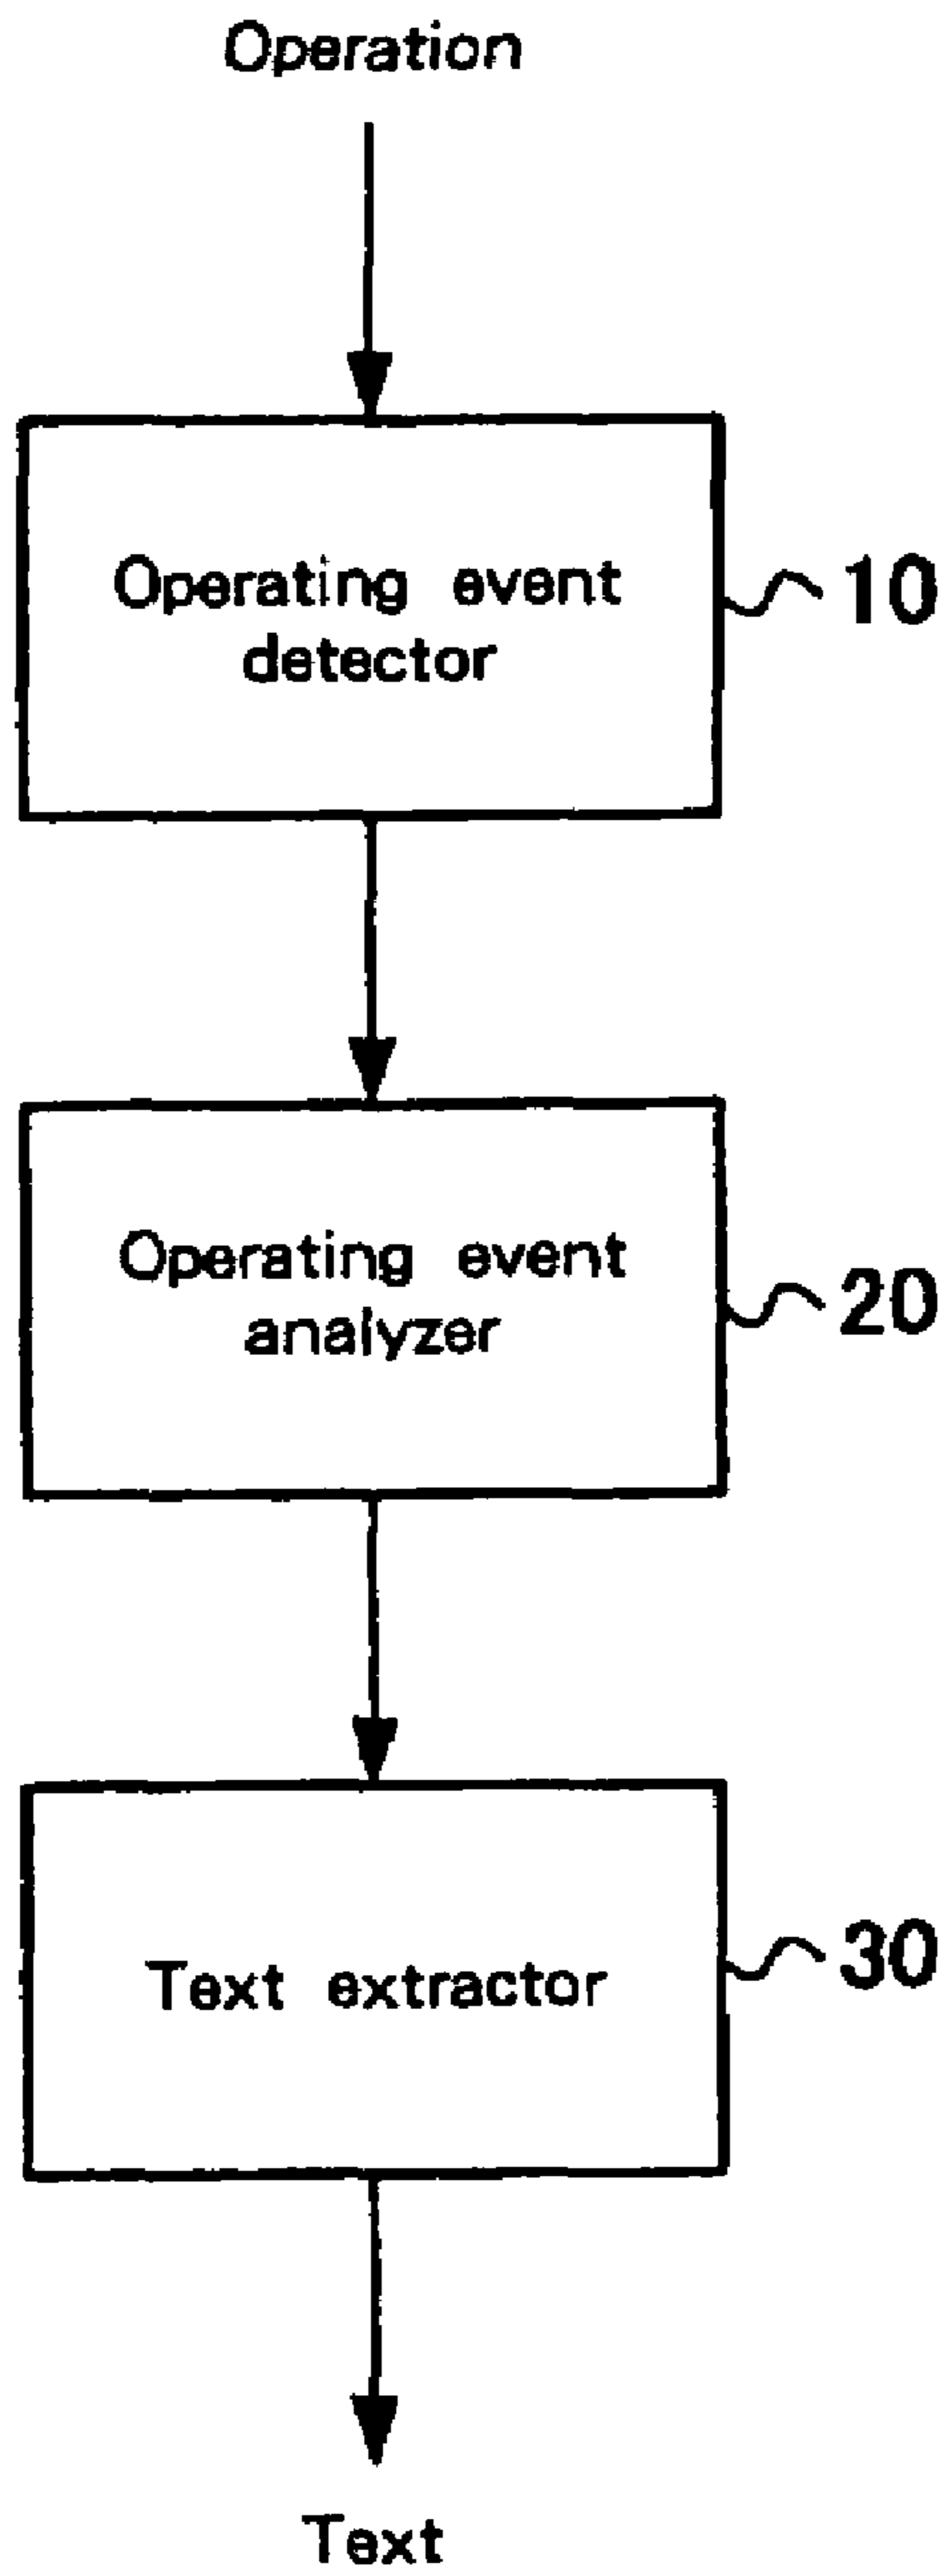 Operation
Operating event
detector
10
Operating event
analyzer
20
Text extractor
30
Text